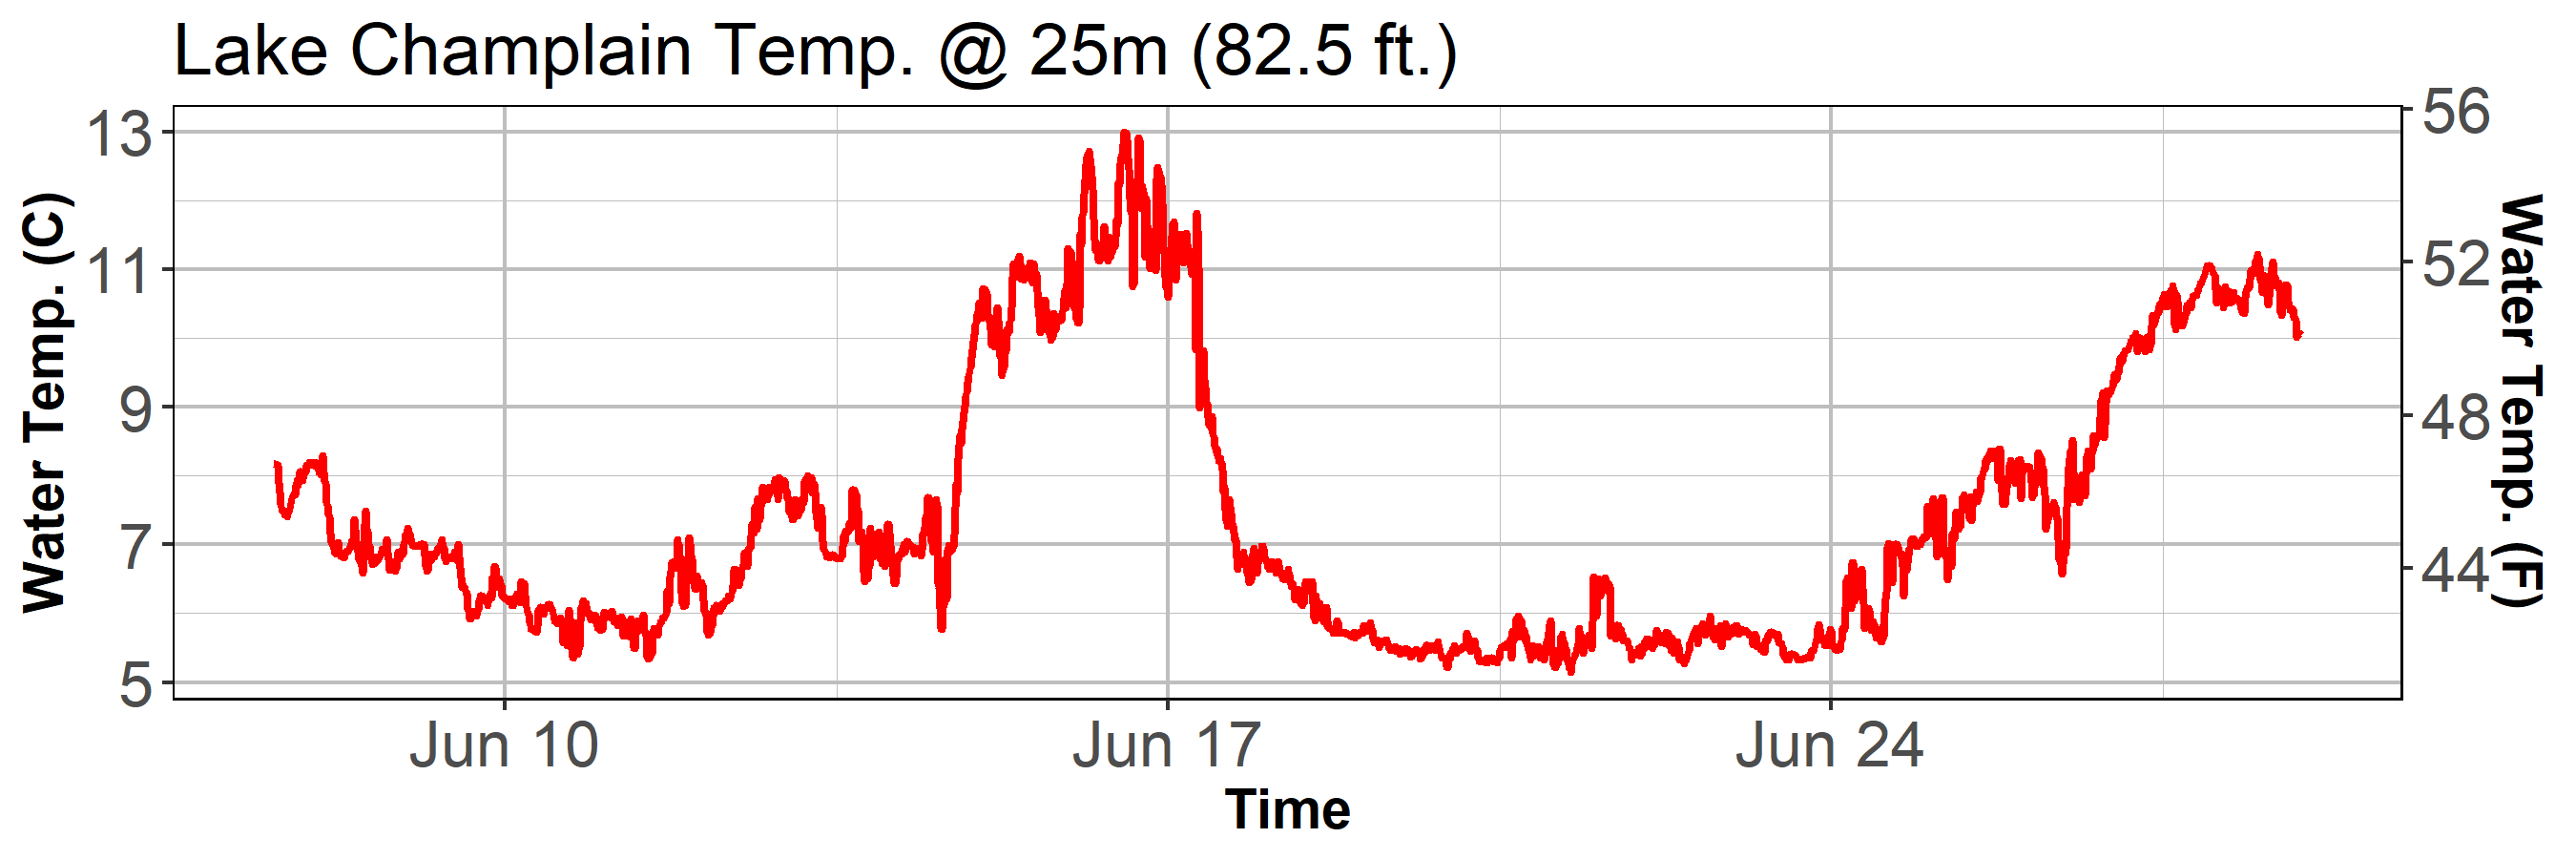 Lake Champlain Temp. @ 25m (82.5 ft.)
Water Temp. (C)
13
11
9
7
5
56
52
48
44
Water Temp. (F)
Jun 10
Jun 17
Jun 24
Time